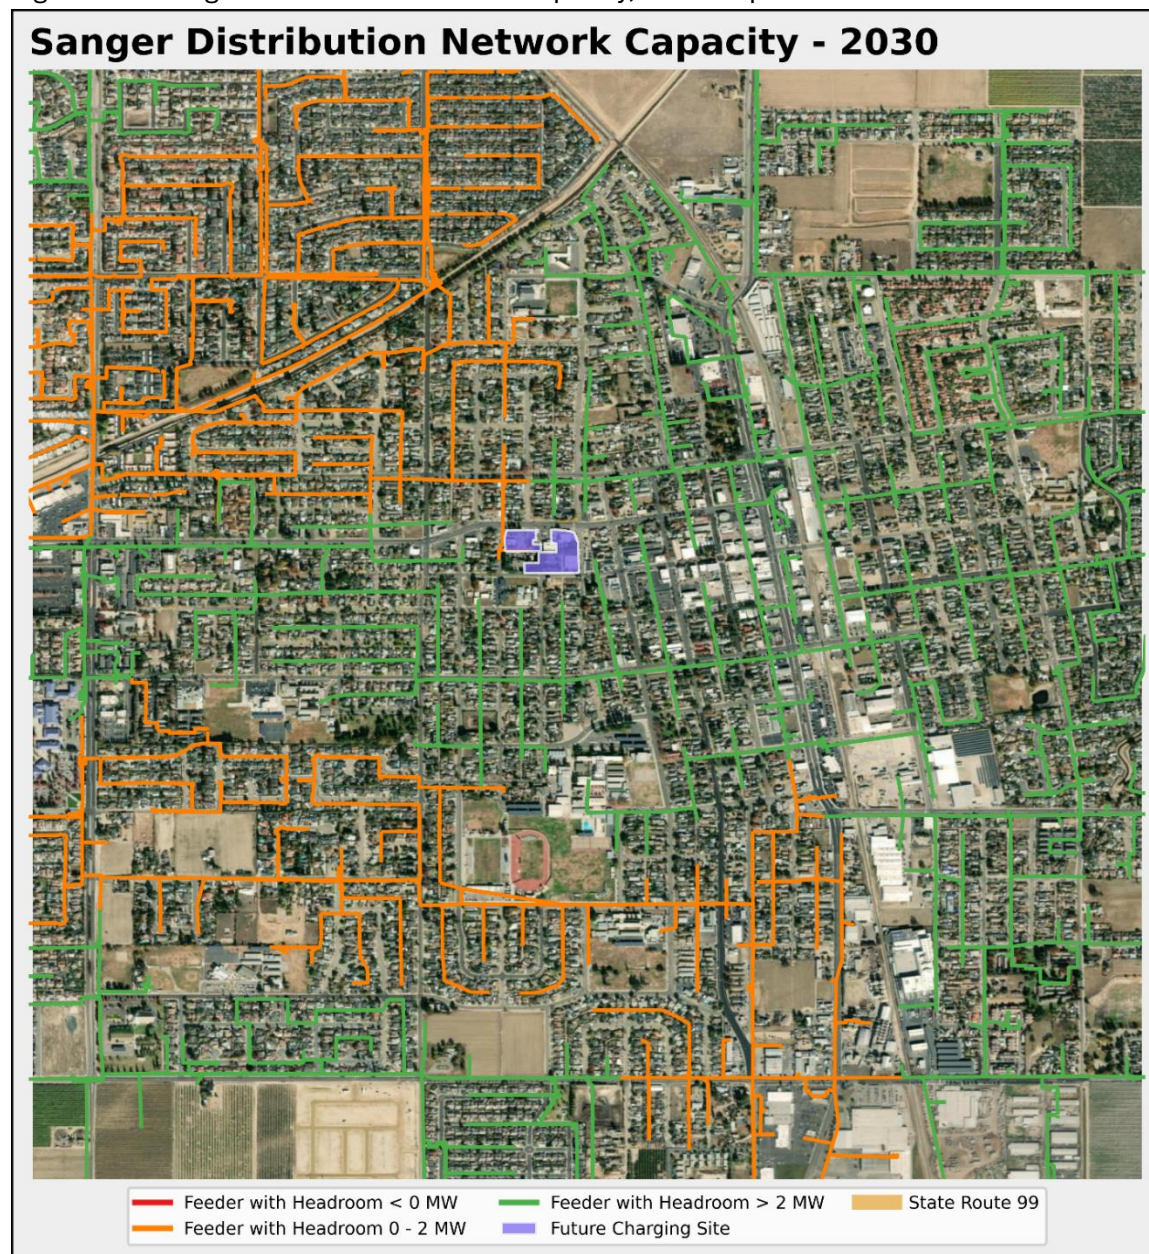 Sanger Distribution Network Capacity - 2030
Feeder with Headroom < 0 MW
Feeder with Headroom 0 - 2 MW
Feeder with Headroom > 2 MW
Future Charging Site
State Route 99